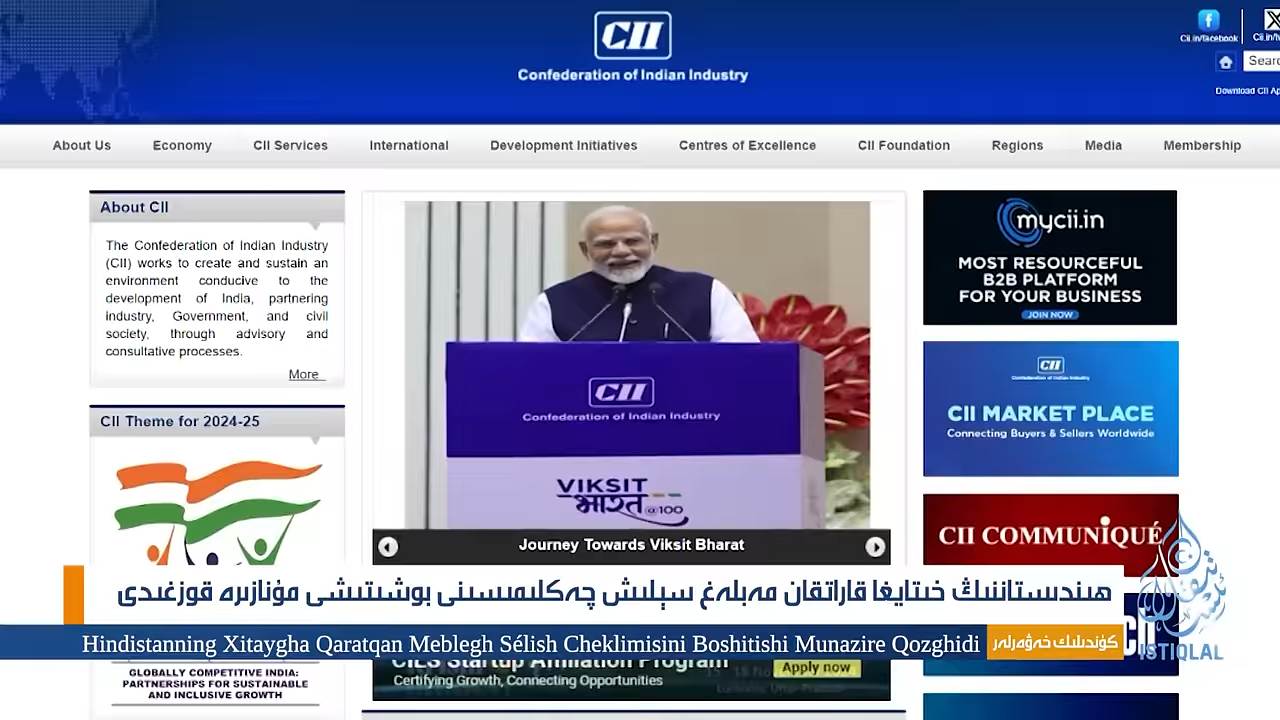 CII
Confederation of Indian Industry
Cii.in/facebook
Download CII
About Us Economy CII Services International Development Initiatives Centres of Excellence CII Foundation Regions Media Membership
About CII
The Confederation of Indian Industry
(CII) works to create and sustain an
environment conducive to the
development of India, partnering
industry, Government, and civil
society, through advisory and
consultative processes.
More
CII Theme for 2024-25
GLOBALLY COMPETITIVE INDIA:
PARTNERSHIPS FOR SUSTAINABLE
AND INCLUSIVE GROWTH
CII
Confederation of Indian Industry
VIKSIT
भारत @100
Journey Towards Viksit Bharat
CIES Startup Affiliation Program
Apply now
Certifying Growth, Connecting Opportunities
mycii.in
MOST RESOURCEFUL
B2B PLATFORM
FOR YOUR BUSINESS
JOIN NOW
CII
Confederation of Indian Industry
CII MARKET PLACE
Connecting Buyers & Sellers Worldwide
CII COMMUNIQUÉ
ھىندىستاننىڭ خىتايغا قاراتقان مەبلەغ سېلىش چەكلىمىسىنى بوشىتىشى مۇنازىرە قوزغىدى
Hindistanning Xitaygha Qaratqan Meblegh Sélish Cheklimisini Boshitishi Munazire Qozghidi
كۈندىلىك خەۋەرلەر
ISTIQLAL